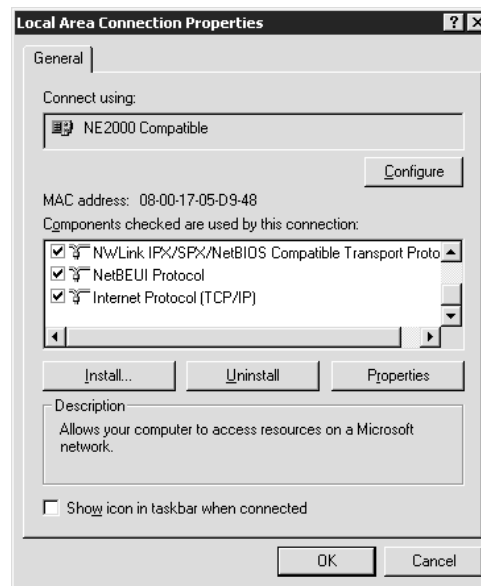 Local Area Connection Properties
General
Connect using:
NE2000 Compatible
Configure
MAC address: 08-00-17-05-D9-48
Components checked are used by this connection:
NWLink IPX/SPX/NetBIOS Compatible Transport Proto
NetBEUI Protocol
Internet Protocol (TCP/IP)
Install... Uninstall Properties
Description
Allows your computer to access resources on a Microsoft
network.
Show icon in taskbar when connected
OK Cancel